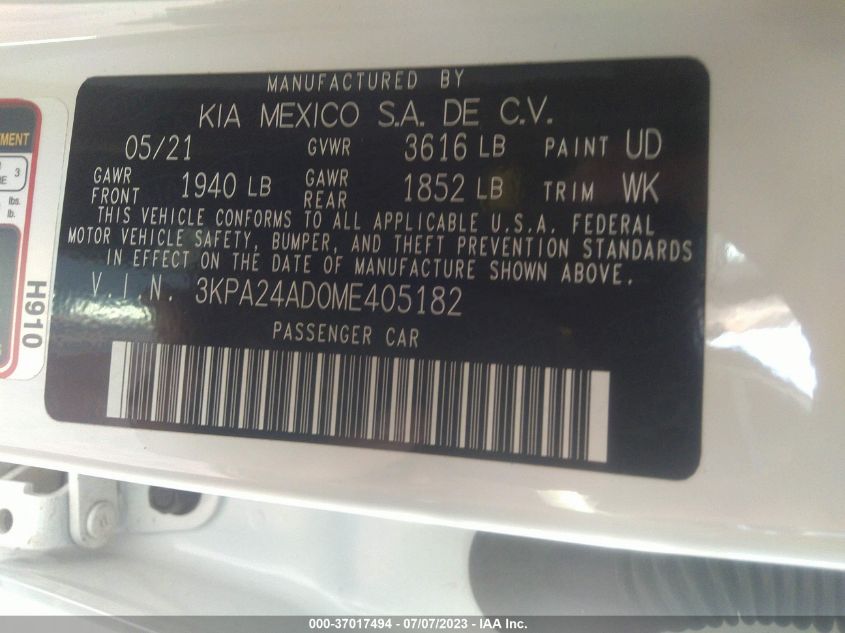 MANUFACTURED BY
KIA MEXICO S.A. DE C.V.
05/21 GVWR 3616 LB PAINT UD
GAWR FRONT 1940 LB GAWR REAR 1852 LB TRIM WK
THIS VEHICLE CONFORMS TO ALL APPLICABLE U.S.A. FEDERAL
MOTOR VEHICLE SAFETY, BUMPER, AND THEFT PREVENTION STANDARDS
IN EFFECT ON THE DATE OF MANUFACTURE SHOWN ABOVE.
V.I.N. 3KPA24AD0ME405182
PASSENGER CAR
3
lbs.
lb.
H910
000-37017494 - 07/07/2023 - IAA Inc.